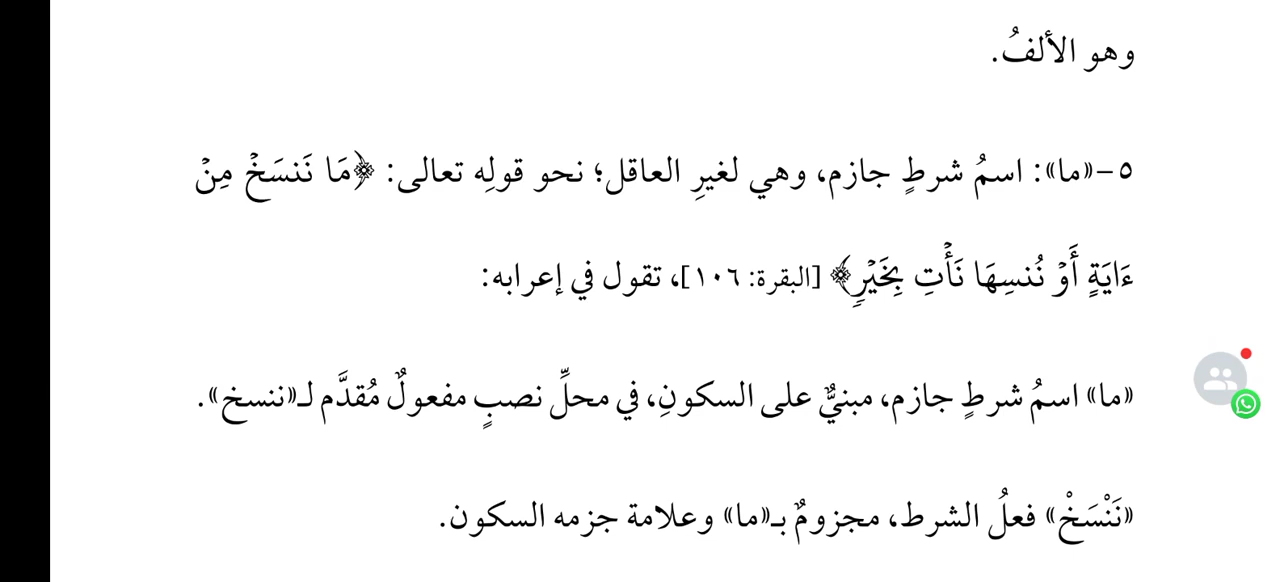 وهو الألفُ.
٥-«ما»: اسمُ شرطٍ جازم، وهي لغيرِ العاقل؛ نحو قولِه تعالى: ﴿مَا نَنسَخۡ مِنۡ
ءَايَةٍ أَوۡ نُنسِهَا نَأۡتِ بِخَيۡرٖ﴾ [البقرة: ١٠٦]، تقول في إعرابه:
«ما» اسمُ شرطٍ جازم، مبنيٌّ على السكونِ، في محلِّ نصبٍ مفعولٌ مُقدَّم لـ«ننسخ».
«نَنْسَخْ» فعلُ الشرط، مجزومٌ بـ«ما» وعلامة جزمه السكون.